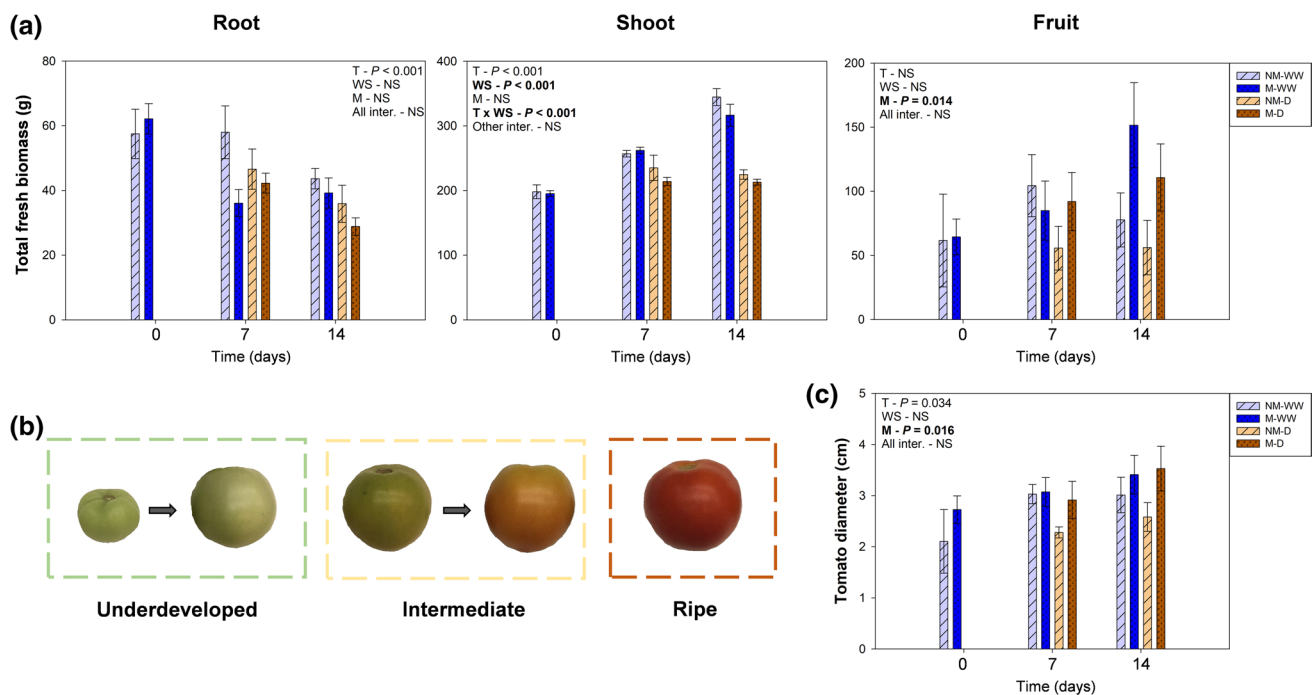 (a)
Root
Total fresh biomass (g)
80
60
40
20
0
T - P < 0.001
WS - NS
M - NS
All inter. - NS
0 7 14
Time (days)
Shoot
400
300
200
100
0
T - P < 0.001
WS - P < 0.001
M - NS
T x WS - P < 0.001
Other inter. - NS
0 7 14
Time (days)
Fruit
200
150
100
50
0
T - NS
WS - NS
M - P = 0.014
All inter. - NS
0 7 14
Time (days)
NM-WW
M-WW
NM-D
M-D
(b)
Underdeveloped
Intermediate
Ripe
(c)
Tomato diameter (cm)
5
4
3
2
1
0
T - P = 0.034
WS - NS
M - P = 0.016
All inter. - NS
0 7 14
Time (days)
NM-WW
M-WW
NM-D
M-D